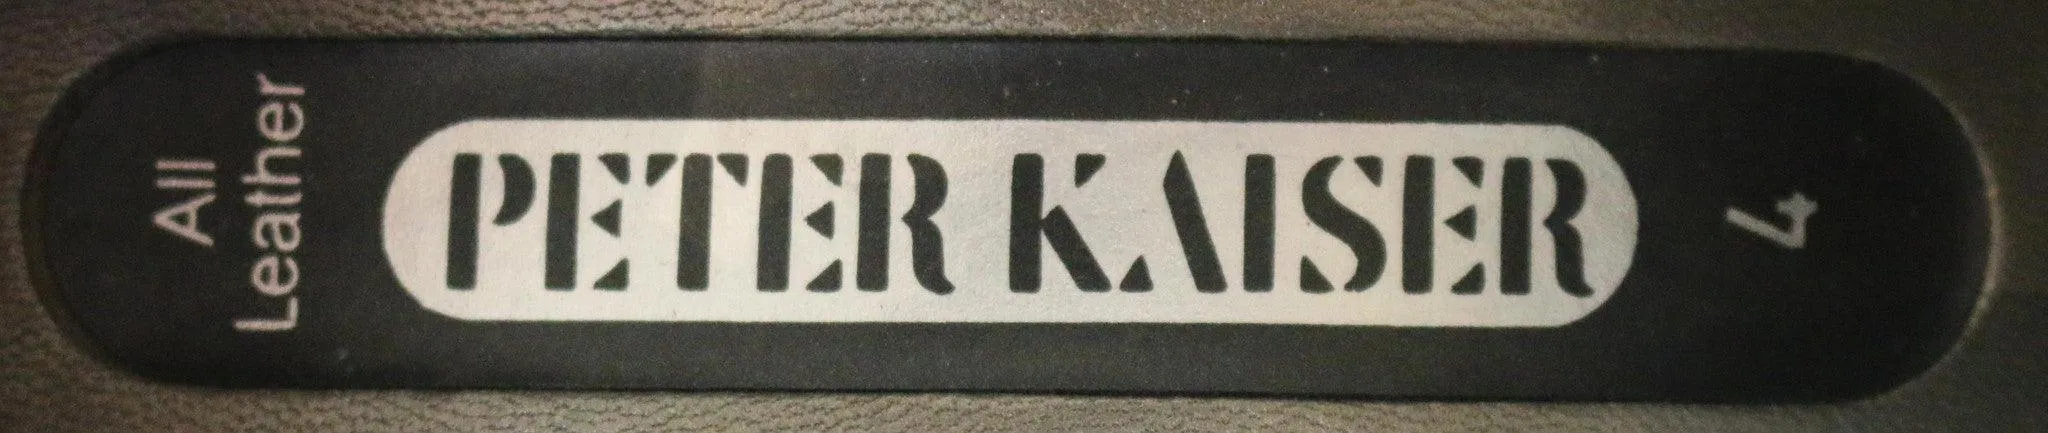 All
Leather
PETER KAISER
4